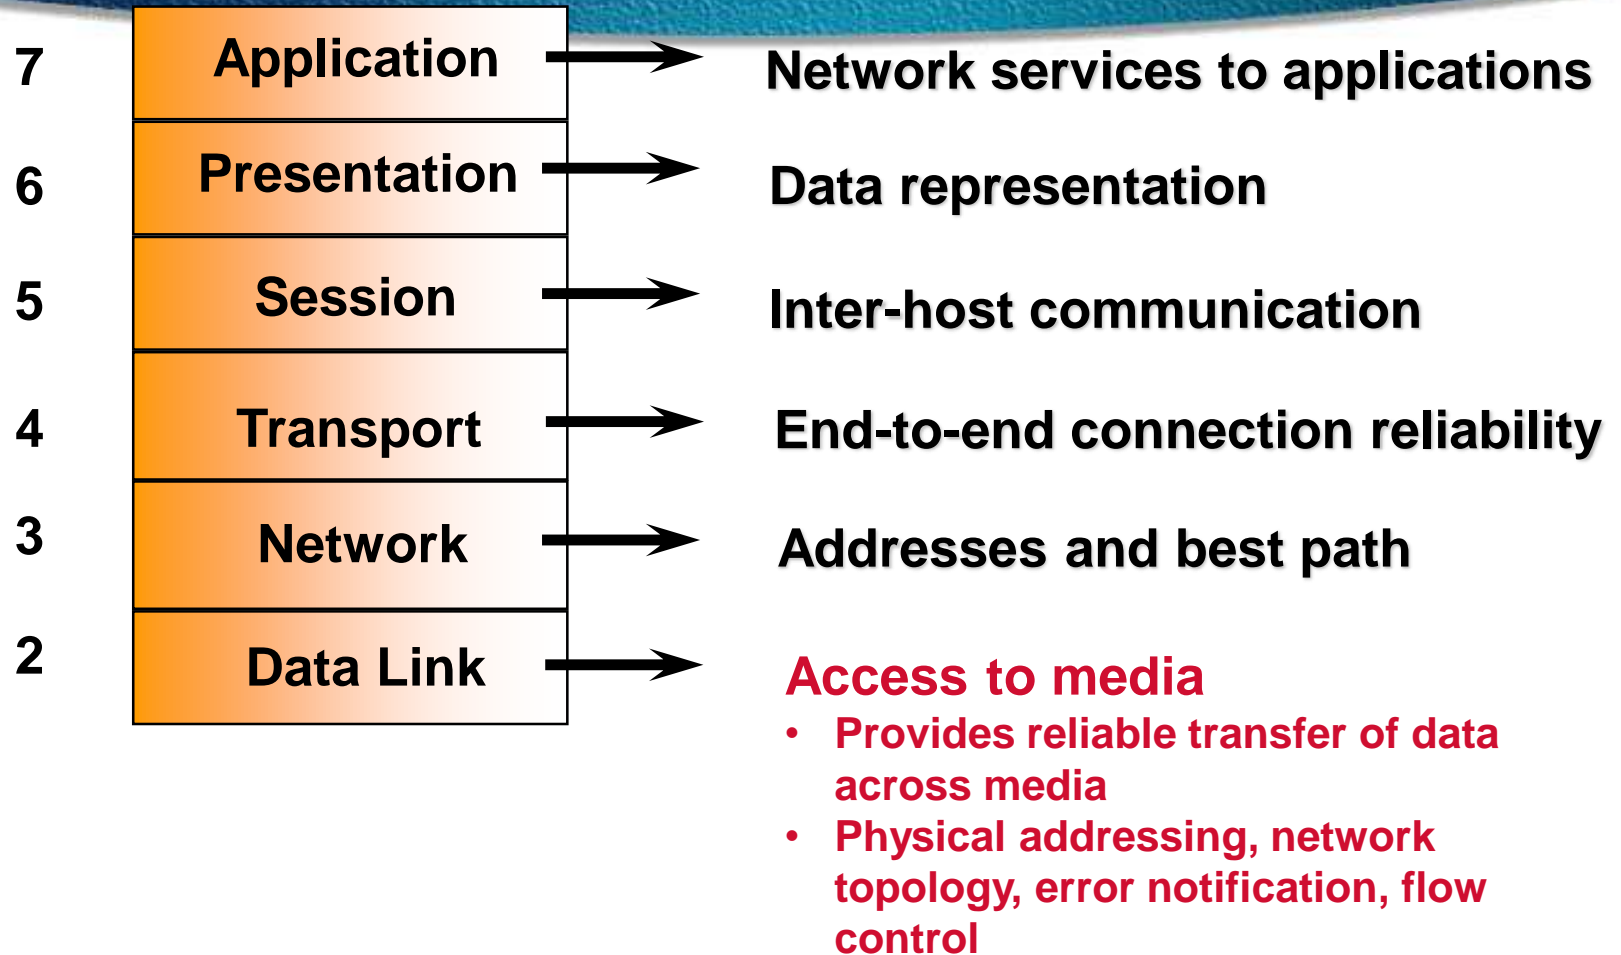 7 Application Network services to applications
6 Presentation Data representation
5 Session Inter-host communication
4 Transport End-to-end connection reliability
3 Network Addresses and best path
2 Data Link Access to media
• Provides reliable transfer of data
across media
• Physical addressing, network
topology, error notification, flow
control